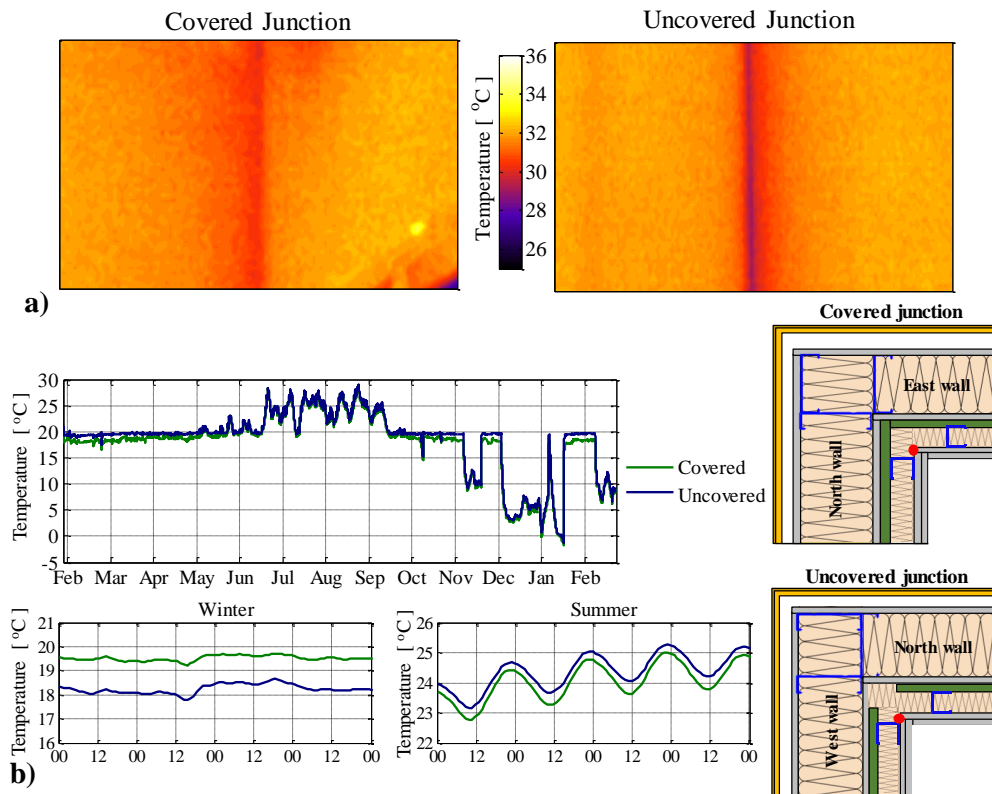 Covered Junction
Uncovered Junction
Temperature [ °C ]
36
34
32
30
28
26
a)
Temperature [ °C ]
30
25
20
15
10
5
0
-5
Feb Mar Apr May Jun Jul Aug Sep Oct Nov Dec Jan Feb
Covered
Uncovered
Winter
Temperature [ °C ]
21
20
19
18
17
16
00 12 00 12 00 12 00 12 00
Summer
Temperature [ °C ]
26
25
24
23
22
00 12 00 12 00 12 00 12 00
b)
Covered junction
East wall
North wall
Uncovered junction
North wall
West wall